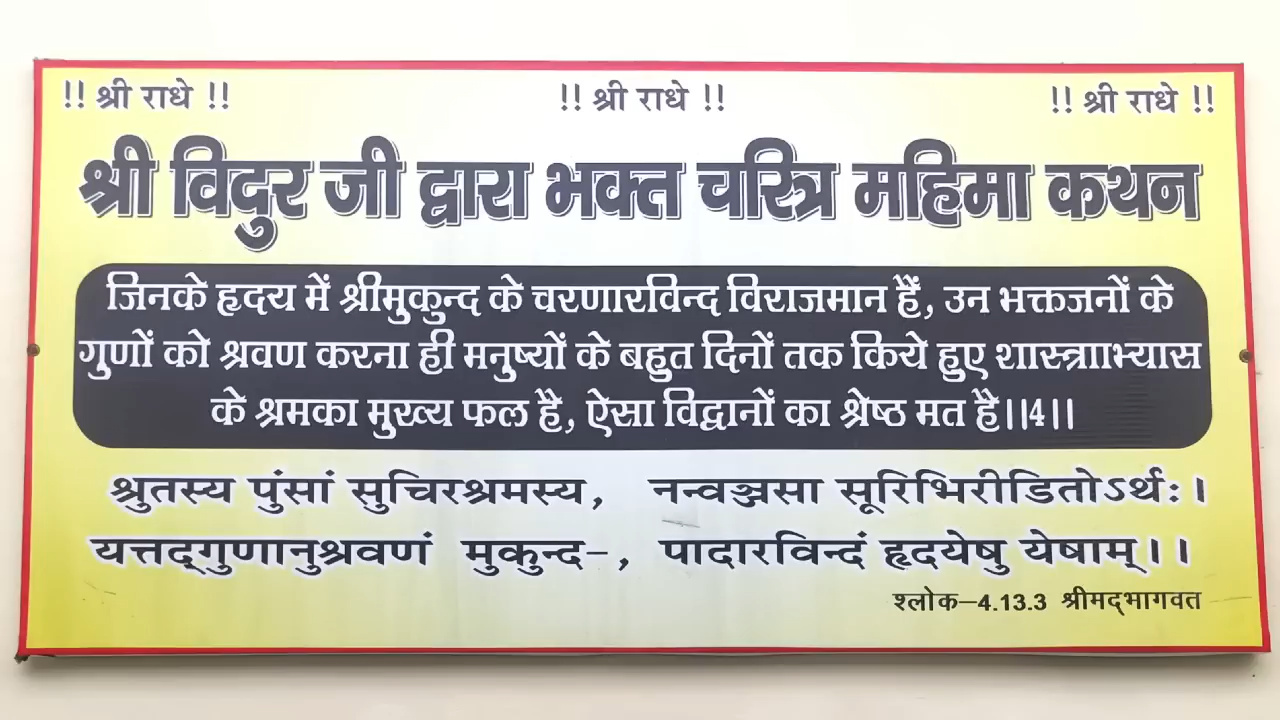 !! श्री राधे !! !! श्री राधे !! !! श्री राधे !!
श्री विदुर जी द्वारा भक्त चरित्र महिमा कथन
जिनके हृदय में श्रीमुकुन्द के चरणारविन्द विराजमान हैं, उन भक्तजनों के
गुणों को श्रवण करना ही मनुष्यों के बहुत दिनों तक किये हुए शास्त्रााभ्यास
के श्रमका मुख्य फल है, ऐसा विद्वानों का श्रेष्ठ मत है।।4।।
श्रुतस्य पुंसां सुचिरश्रमस्य, नन्वञ्जसा सूरिभिरीडितोऽर्थः।
यत्तद्गुणानुश्रवणं मुकुन्द-, पादारविन्दं हृदयेषु येषाम्।।
श्लोक-4.13.3 श्रीमद्भागवत